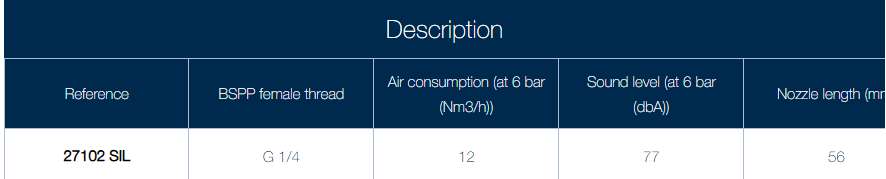 Description
Reference
BSPP female thread
Air consumption (at 6 bar
(Nm3/h))
Sound level (at 6 bar
(dbA))
Nozzle length (mm
27102 SIL
G 1/4
12
77
56